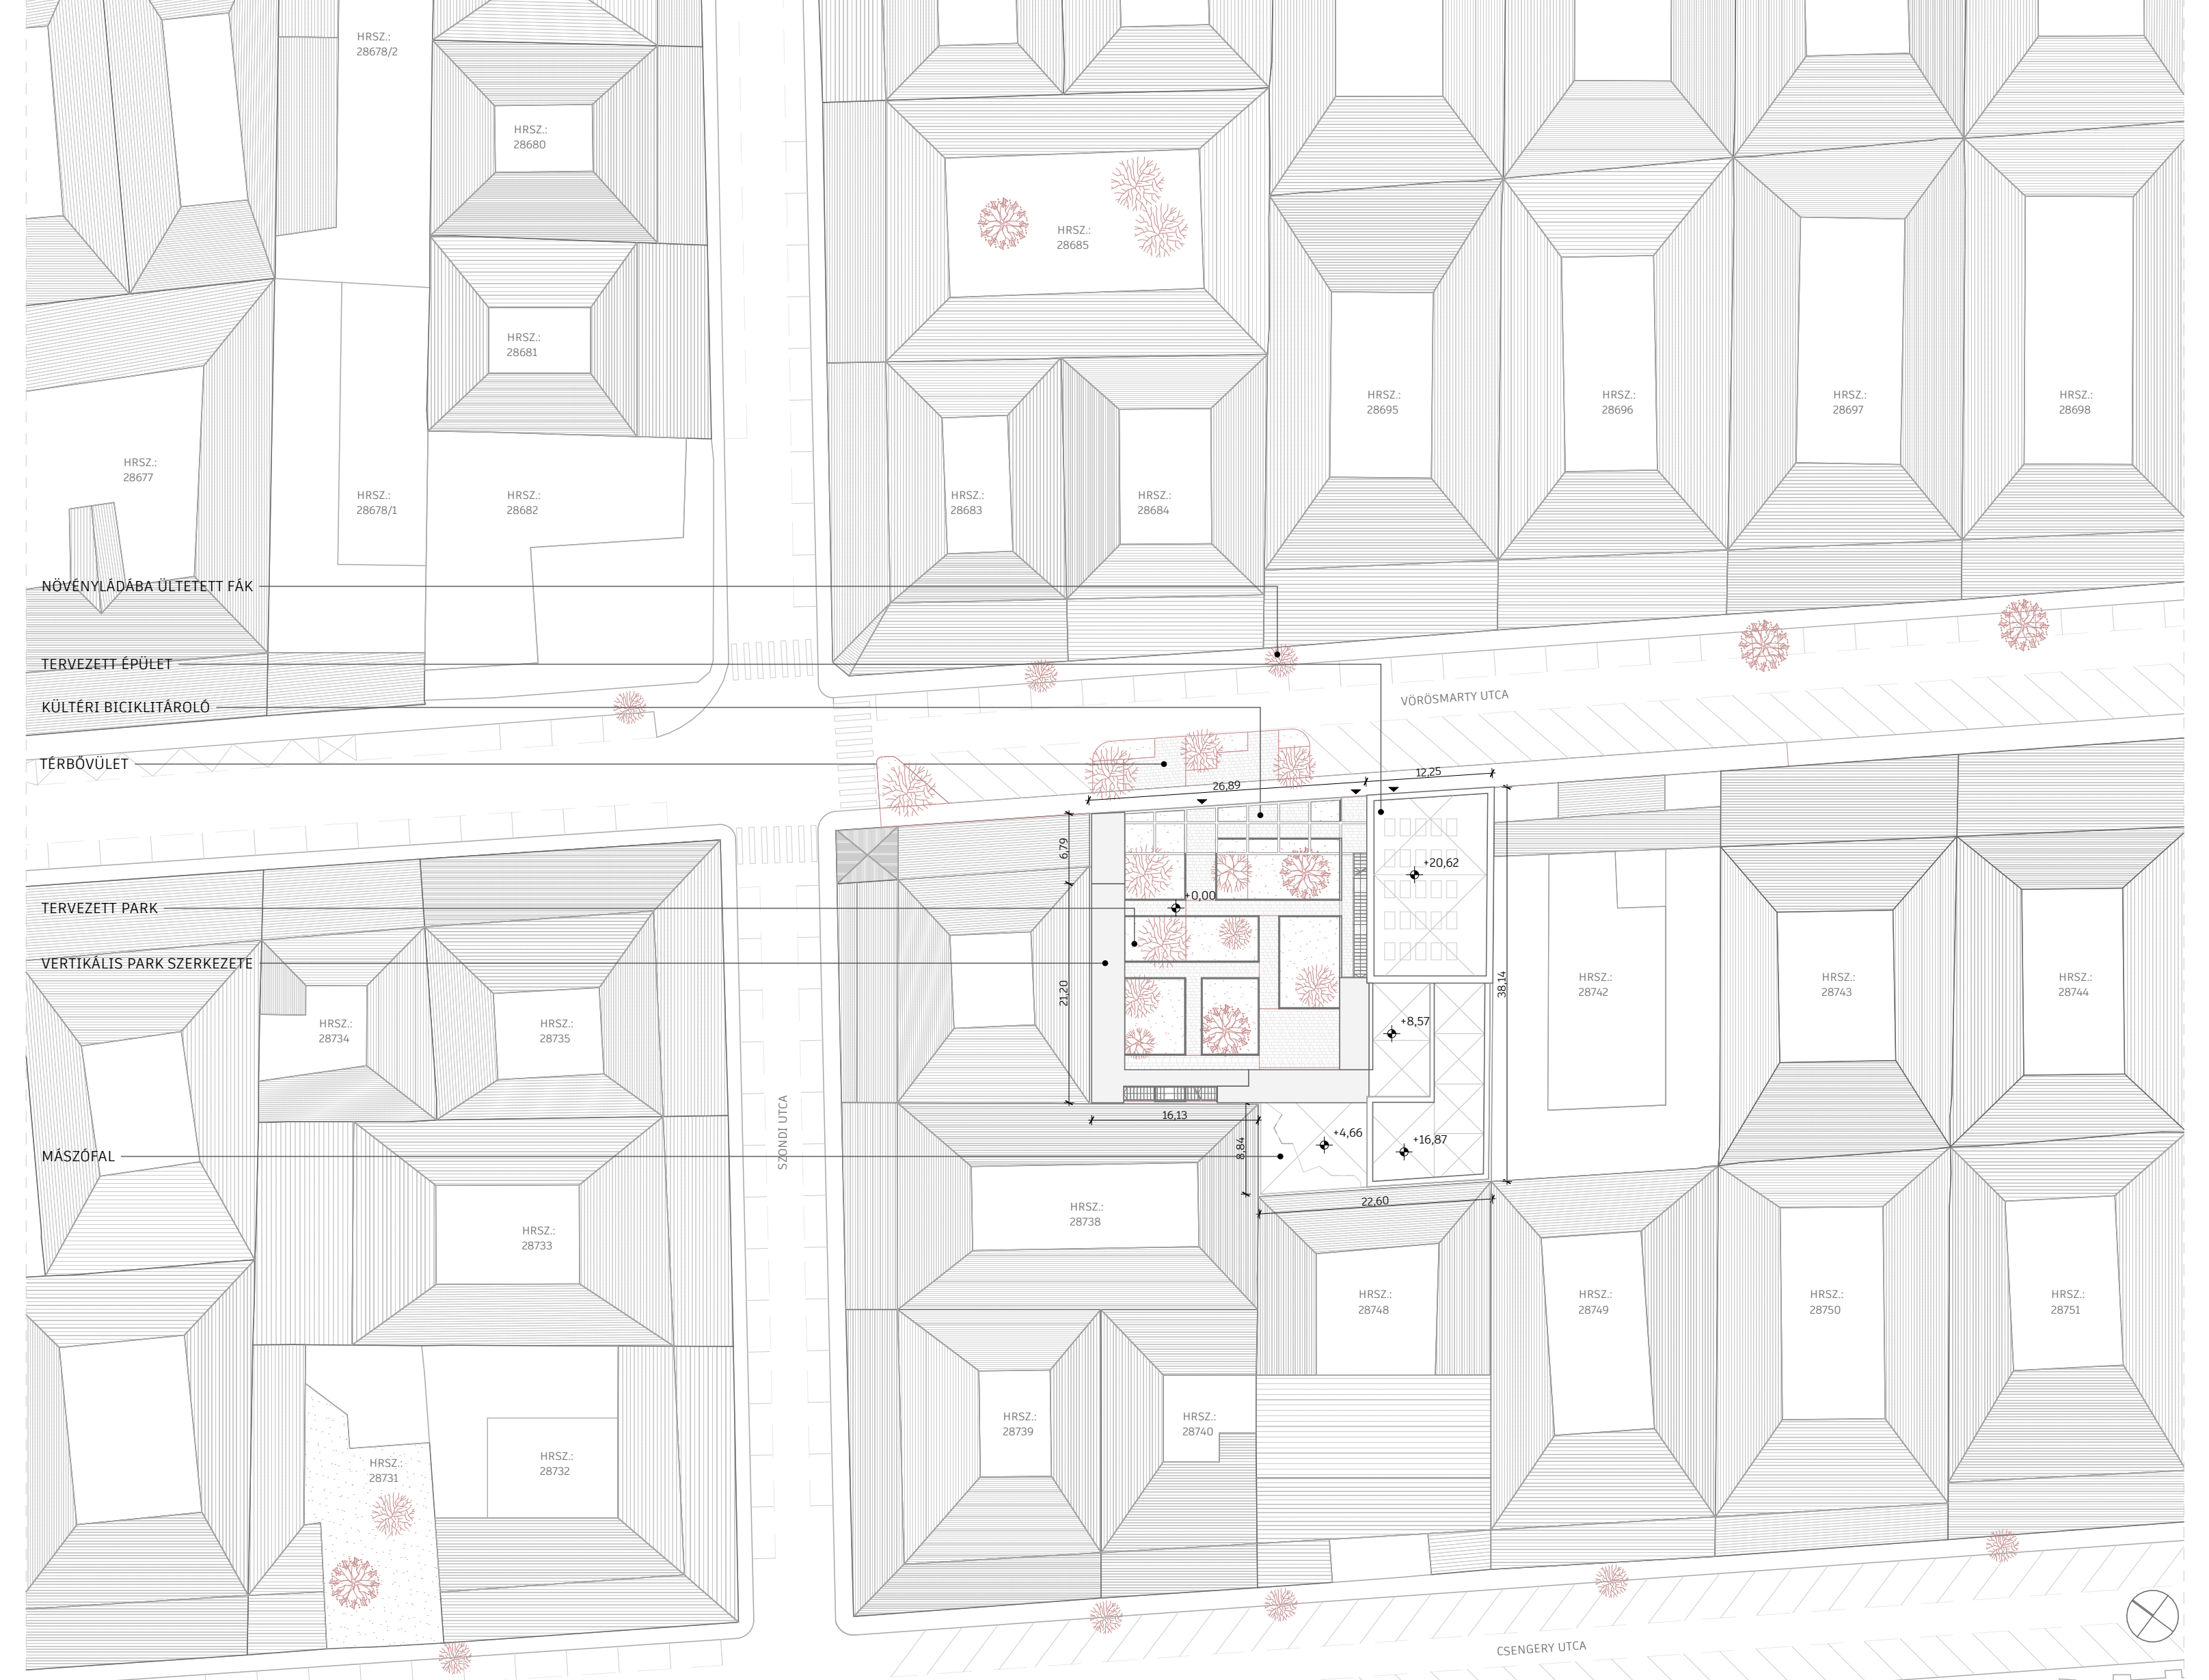 HRSZ.:
28678/2
HRSZ.:
28680
HRSZ.:
28685
HRSZ.:
28681
HRSZ.:
28695
HRSZ.:
28696
HRSZ.:
28697
HRSZ.:
28698
HRSZ.:
28677
HRSZ.:
28678/1
HRSZ.:
28682
HRSZ.:
28683
HRSZ.:
28684
NÖVÉNYLÁDÁBA ÜLTETETT FÁK
TERVEZETT ÉPÜLET
KÜLTÉRI BICIKLITÁROLÓ
VÖRÖSMARTY UTCA
TÉRBŐVÜLET
26,89
12,25
6,79
+20,62
+0,00
TERVEZETT PARK
VERTIKÁLIS PARK SZERKEZETE
21,20
38,14
HRSZ.:
28742
HRSZ.:
28743
HRSZ.:
28744
HRSZ.:
28734
HRSZ.:
28735
+8,57
16,13
SZONDI UTCA
+4,66
+16,87
8,84
MÁSZÓFAL
22,60
HRSZ.:
28738
HRSZ.:
28733
HRSZ.:
28748
HRSZ.:
28749
HRSZ.:
28750
HRSZ.:
28751
HRSZ.:
28739
HRSZ.:
28740
HRSZ.:
28731
HRSZ.:
28732
CSENGERY UTCA